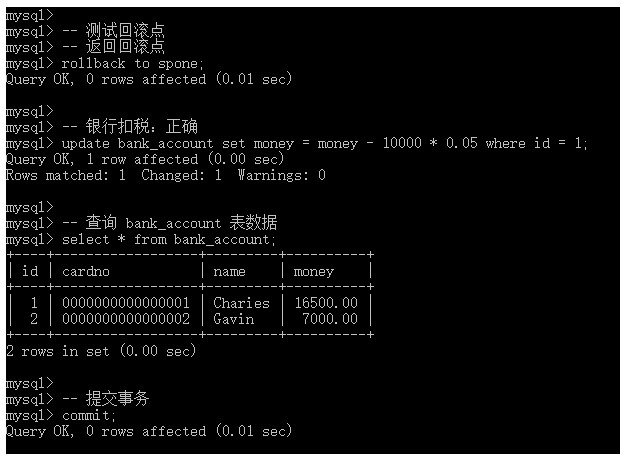 mysql>
mysql> -- 测试回滚点
mysql> -- 返回回滚点
mysql> rollback to spone;
Query OK, 0 rows affected (0.01 sec)
mysql>
mysql> -- 银行扣税：正确
mysql> update bank_account set money = money - 10000 * 0.05 where id = 1;
Query OK, 1 row affected (0.00 sec)
Rows matched: 1  Changed: 1  Warnings: 0
mysql>
mysql> -- 查询 bank_account 表数据
mysql> select * from bank_account;
+----+------------------+---------+----------+
| id | cardno           | name    | money    |
+----+------------------+---------+----------+
|  1 | 0000000000000001 | Charies | 16500.00 |
|  2 | 0000000000000002 | Gavin   |  7000.00 |
+----+------------------+---------+----------+
2 rows in set (0.00 sec)
mysql>
mysql> -- 提交事务
mysql> commit;
Query OK, 0 rows affected (0.01 sec)